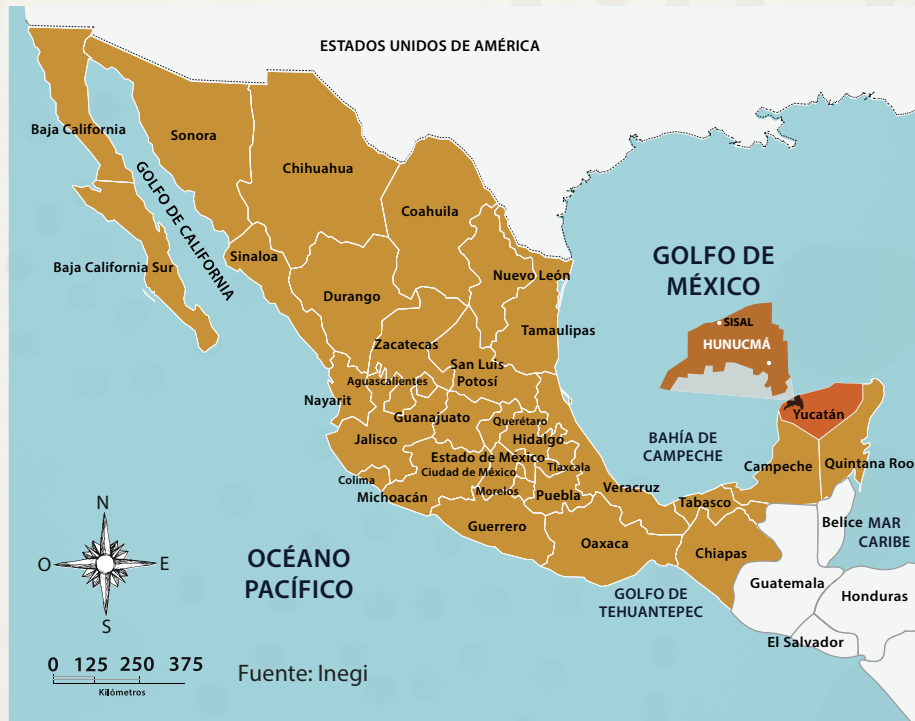 ESTADOS UNIDOS DE AMÉRICA
Baja California
Sonora
Chihuahua
GOLFO DE CALIFORNIA
Coahuila
Baja California Sur
Sinaloa
Nuevo León
GOLFO DE
MÉXICO
Durango
Tamaulipas
SISAL
HUNUCMÁ
Zacatecas
San Luis
Potosí
Aguascalientes
Nayarit
Yucatán
Guanajuato
Querétaro
Jalisco
Hidalgo
BAHÍA DE
CAMPECHE
Estado de México
Ciudad de México
Tlaxcala
Campeche
Quintana Roo
Colima
Michoacán
Morelos
Puebla
Veracruz
Tabasco
Guerrero
Oaxaca
Chiapas
Belice
MAR
CARIBE
N
O
E
S
OCÉANO
PACÍFICO
GOLFO DE
TEHUANTEPEC
Guatemala
Honduras
El Salvador
0 125 250 375
Kilómetros
Fuente: Inegi